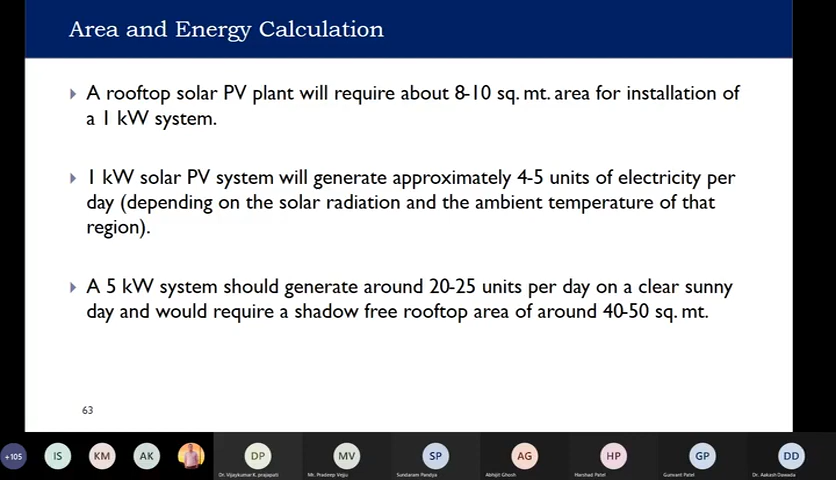 Area and Energy Calculation
A rooftop solar PV plant will require about 8-10 sq. mt. area for installation of
a 1 kW system.
1 kW solar PV system will generate approximately 4-5 units of electricity per
day (depending on the solar radiation and the ambient temperature of that
region).
A 5 kW system should generate around 20-25 units per day on a clear sunny
day and would require a shadow free rooftop area of around 40-50 sq. mt.
63
+105 IS KM AK DP MV SP AG HP GP DD
Dr. Vijaykumar K. prajapati Mr. Pradeep Sundaram Pandya Abhijit Ghosh Harshad Patel Gunvant Patel Dr. Aakash Dawada